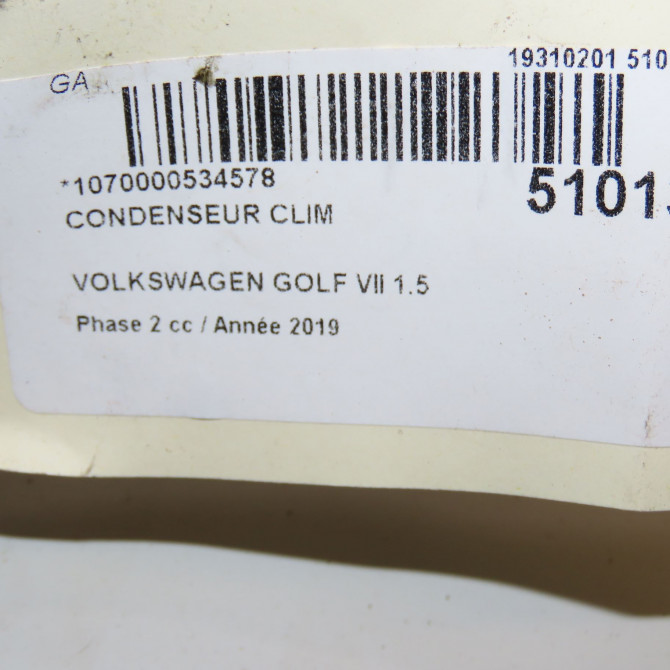 19310201 510
GA
*1070000534578
5101
CONDENSEUR CLIM
VOLKSWAGEN GOLF VII 1.5
Phase 2 cc / Année 2019